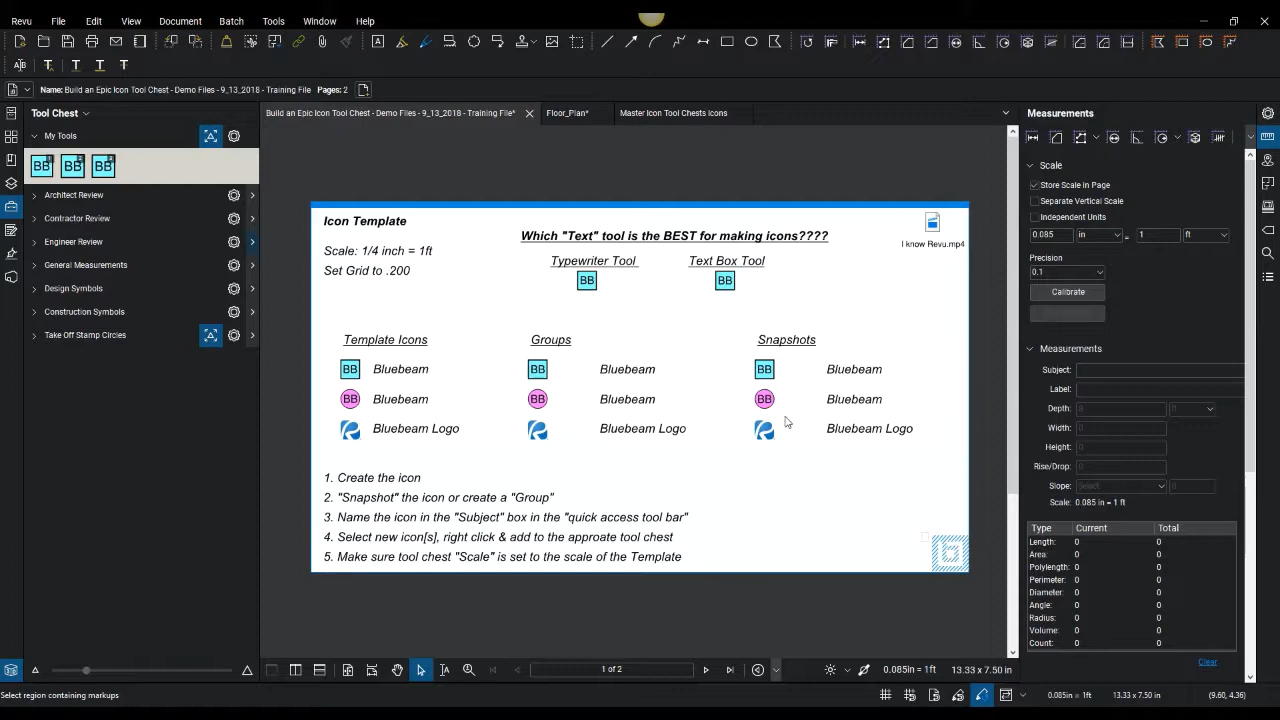 Revu File Edit View Document Batch Tools Window Help
Name: Build an Epic Icon Tool Chest - Demo Files - 9_13_2018 - Training File Pages: 2
Tool Chest
Build an Epic Icon Tool Chest - Demo Files - 9_13_2018 - Training File*
Floor_Plan*
Master Icon Tool Chests Icons
Measurements
My Tools
BB BB BB
Architect Review
Contractor Review
Engineer Review
General Measurements
Design Symbols
Construction Symbols
Take Off Stamp Circles
Icon Template
Scale: 1/4 inch = 1ft
Set Grid to .200
Which "Text" tool is the BEST for making icons????
Typewriter Tool Text Box Tool
BB BB
I know Revu.mp4
Template Icons Groups Snapshots
BB Bluebeam BB Bluebeam BB Bluebeam
BB Bluebeam BB Bluebeam BB Bluebeam
Bluebeam Logo Bluebeam Logo Bluebeam Logo
1. Create the icon
2. "Snapshot" the icon or create a "Group"
3. Name the icon in the "Subject" box in the "quick access tool bar"
4. Select new icon[s], right click & add to the approate tool chest
5. Make sure tool chest "Scale" is set to the scale of the Template
Scale
Store Scale in Page
Separate Vertical Scale
Independent Units
0.085 in = 1 ft
Precision
0.1
Calibrate
Measurements
Subject:
Label:
Depth: 0 ft
Width: 0
Height: 0
Rise/Drop: 0
Slope: Select 0
Scale: 0.085 in = 1 ft
Type Current Total
Length: 0 0
Area: 0 0
Polylength: 0 0
Perimeter: 0 0
Diameter: 0 0
Angle: 0 0
Radius: 0 0
Volume: 0 0
Count: 0 0
Clear
1 of 2
0.085in = 1ft 13.33 x 7.50 in
Select region containing markups
0.085in = 1ft 13.33 x 7.50 in (9.60, 4.36)